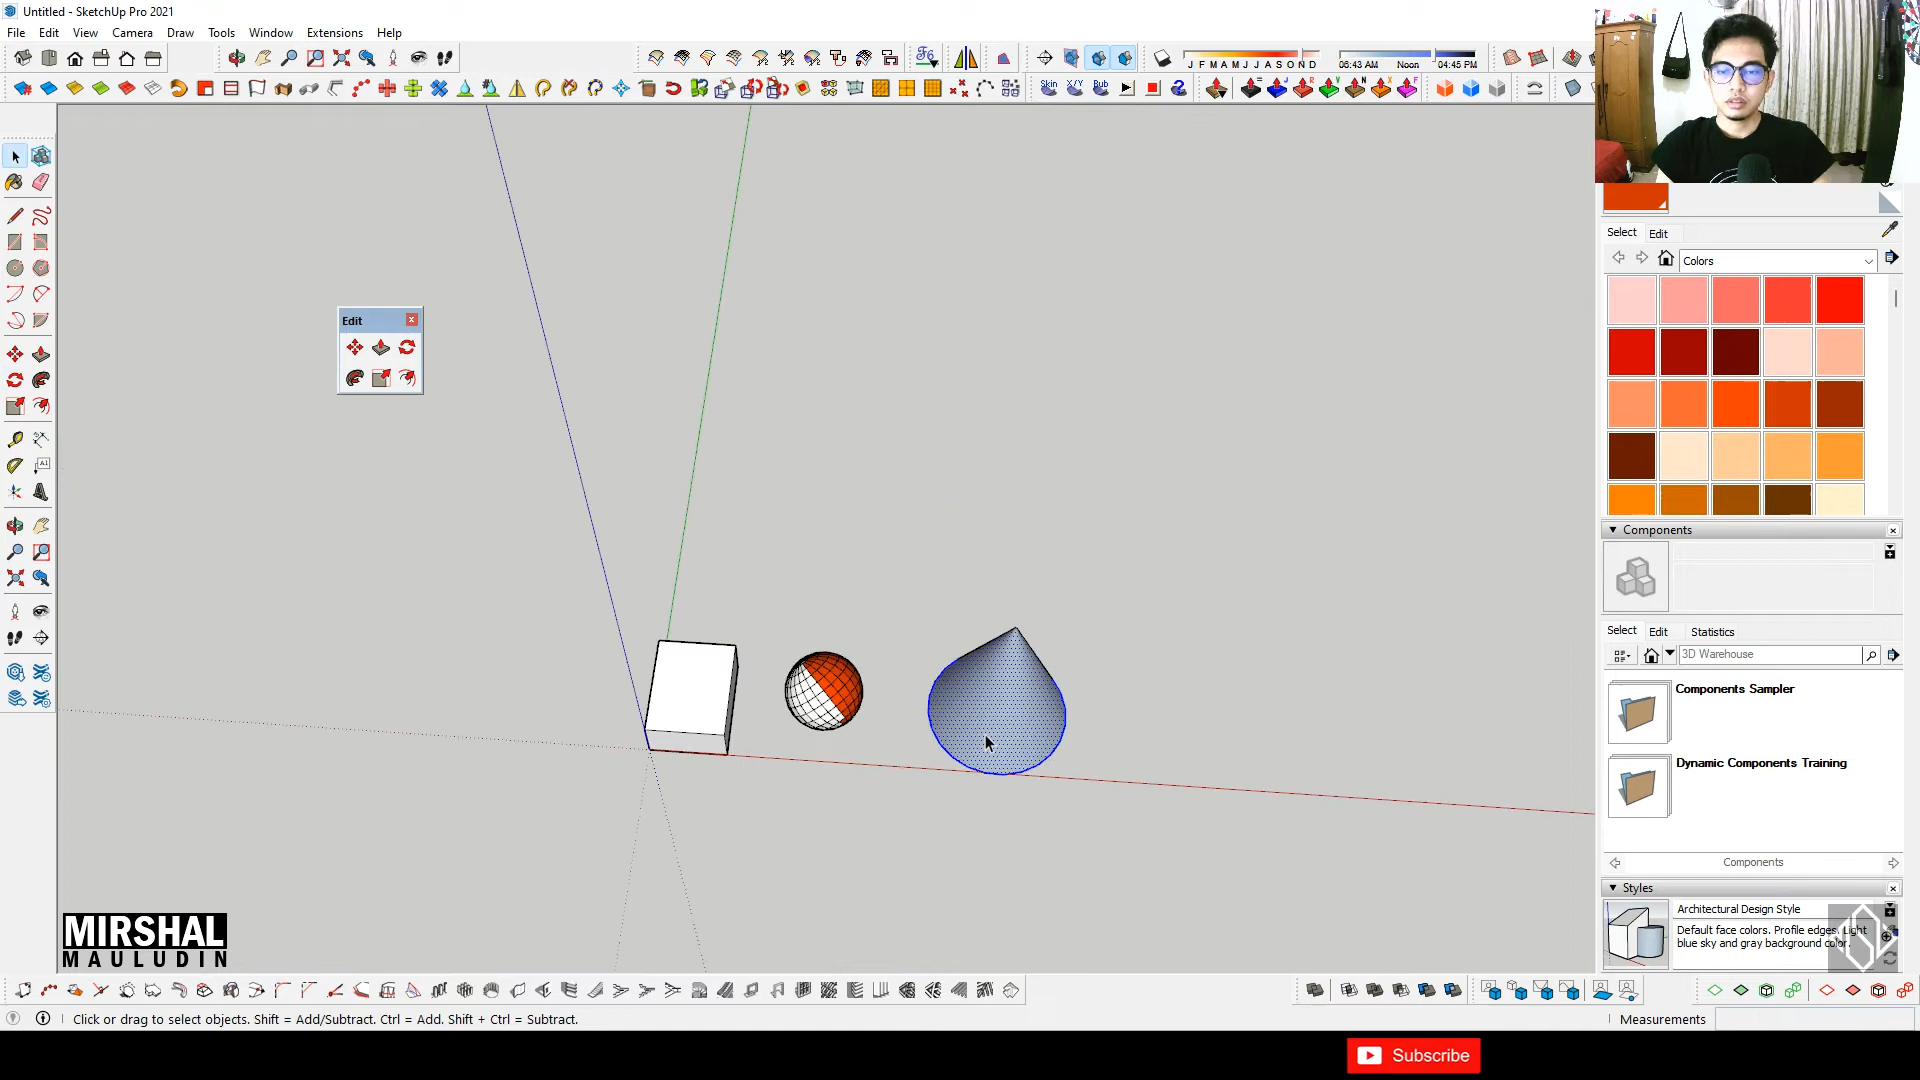 Untitled - SketchUp Pro 2021
File Edit View Camera Draw Tools Window Extensions Help
J F M A M J J A S O N D
06:43 AM Noon 04:45 PM
Skin X/Y Bub
Edit
Select Edit
Colors
Components
Select Edit Statistics
3D Warehouse
Components Sampler
Dynamic Components Training
Components
Styles
Architectural Design Style
Default face colors. Profile edges. Light
blue sky and gray background color.
MIRSHAL
MAULUDIN
Click or drag to select objects. Shift = Add/Subtract. Ctrl = Add. Shift + Ctrl = Subtract.
Measurements
Subscribe